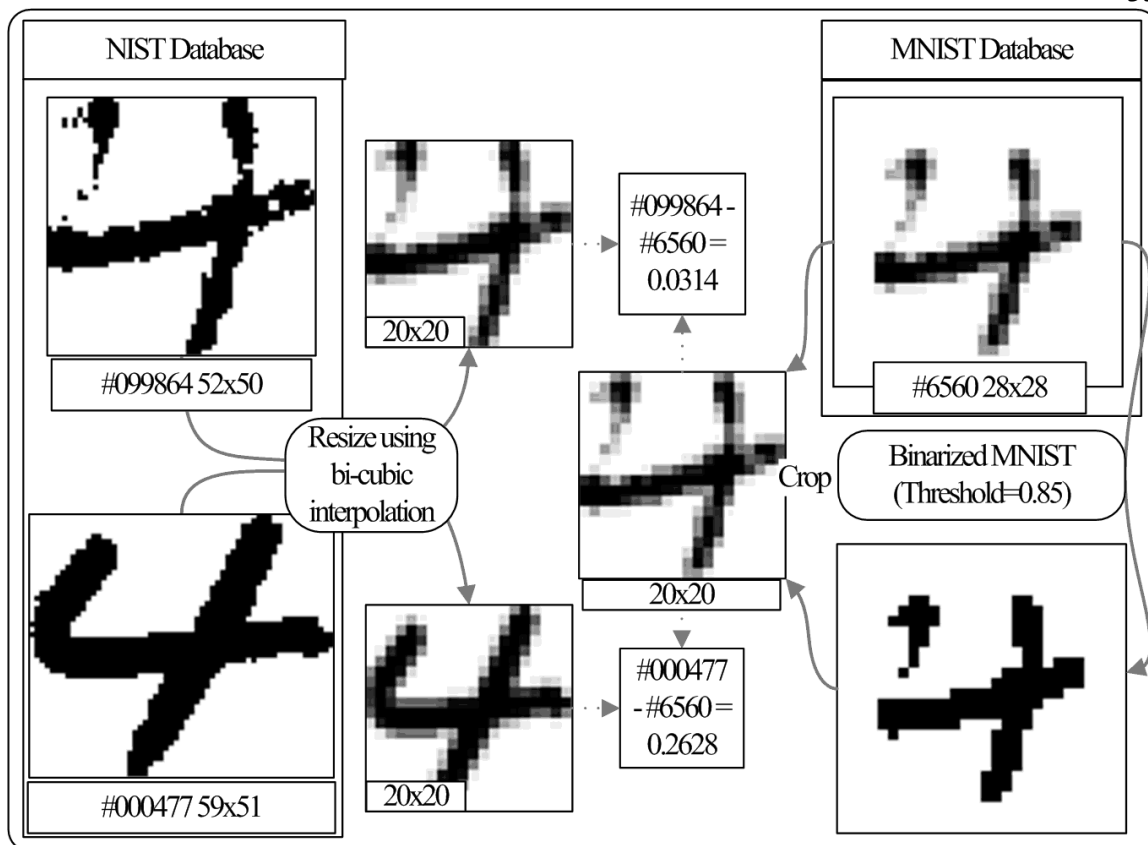 NIST Database
MNIST Database
#099864 52x50
20x20
#099864 -
#6560 =
0.0314
#6560 28x28
Resize using
bi-cubic
interpolation
Crop
Binarized MNIST
(Threshold=0.85)
20x20
#000477 59x51
20x20
#000477
- #6560 =
0.2628